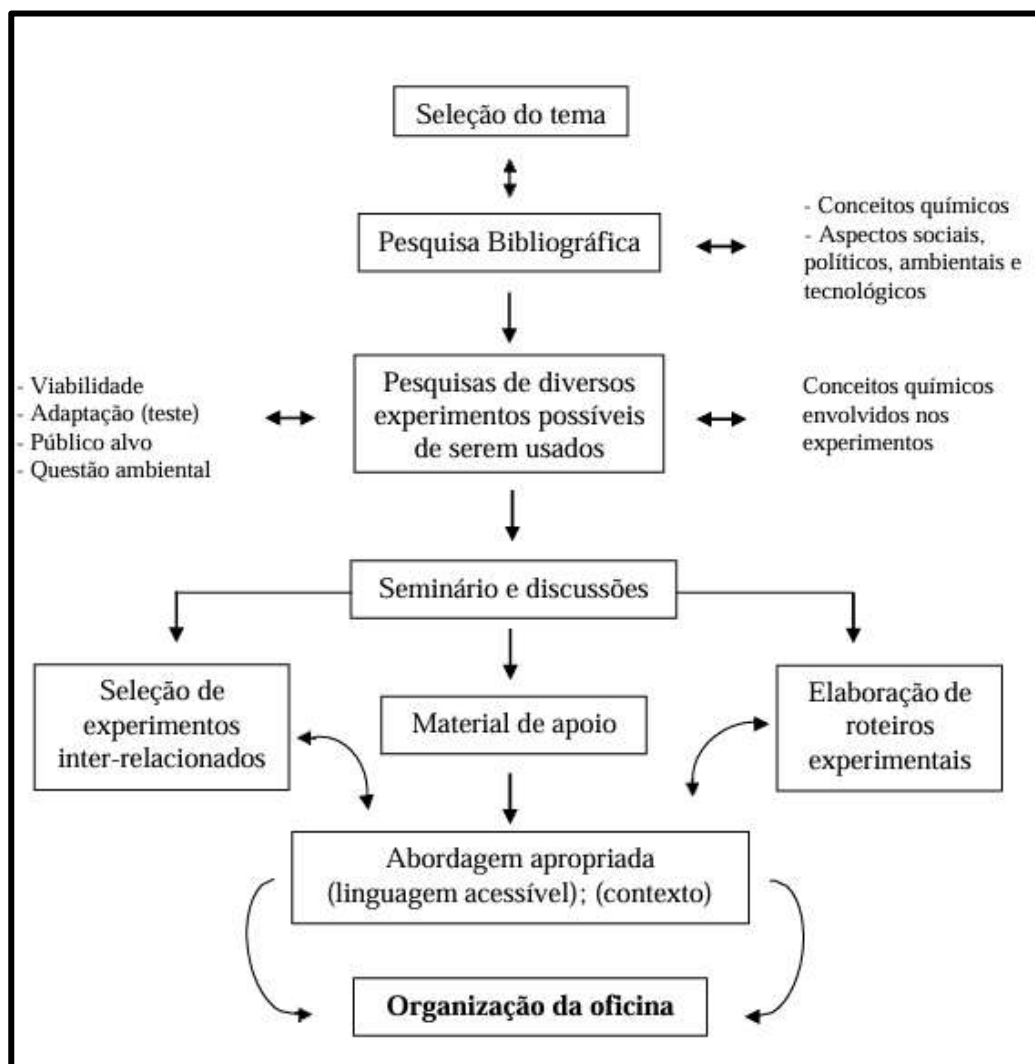 Seleção do tema
Pesquisa Bibliográfica
- Conceitos químicos
- Aspectos sociais,
políticos, ambientais e
tecnológicos
- Viabilidade
- Adaptação (teste)
- Público alvo
- Questão ambiental
Pesquisas de diversos
experimentos possíveis
de serem usados
Conceitos químicos
envolvidos nos
experimentos
Seminário e discussões
Seleção de
experimentos
inter-relacionados
Material de apoio
Elaboração de
roteiros
experimentais
Abordagem apropriada
(linguagem acessível); (contexto)
Organização da oficina